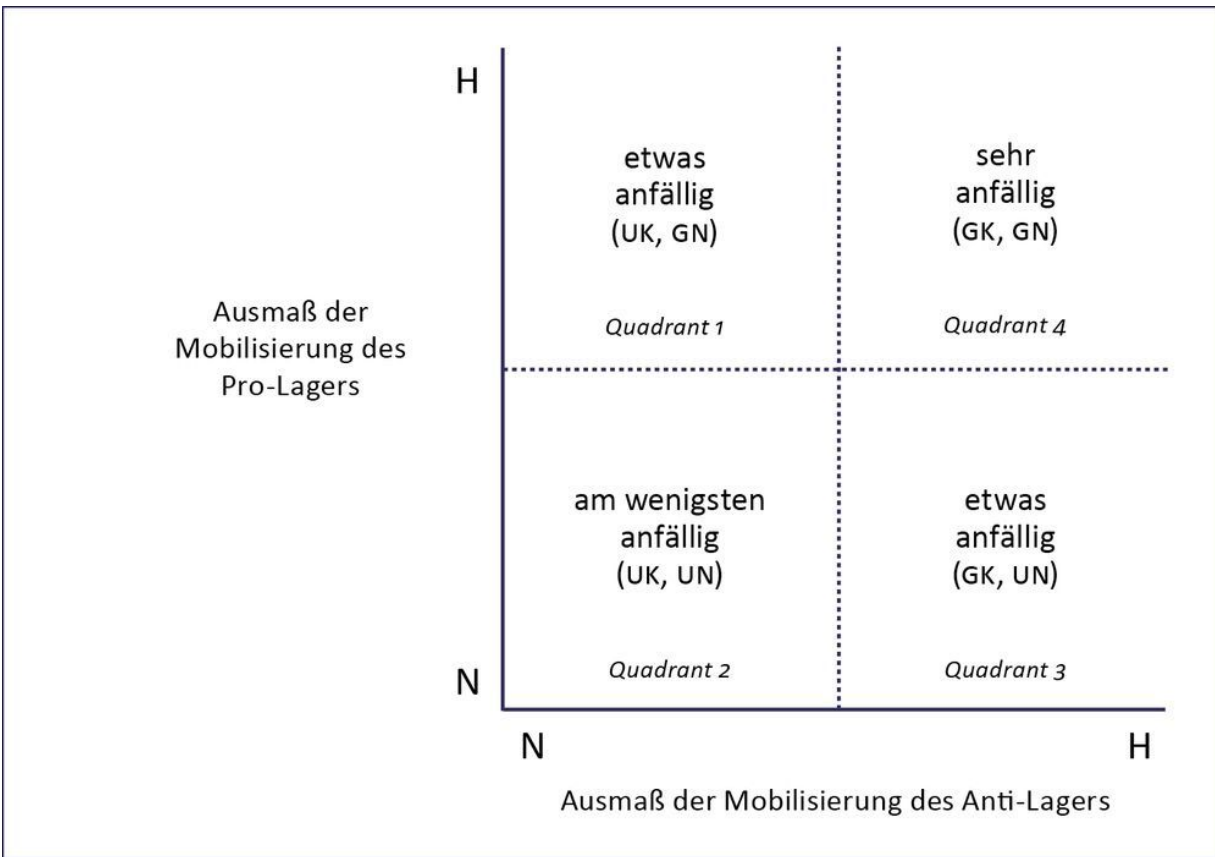 H
etwas
anfällig
(UK, GN)
Quadrant 1
sehr
anfällig
(GK, GN)
Quadrant 4
Ausmaß der
Mobilisierung des
Pro-Lagers
am wenigsten
anfällig
(UK, UN)
Quadrant 2
etwas
anfällig
(GK, UN)
Quadrant 3
N
N
H
Ausmaß der Mobilisierung des Anti-Lagers